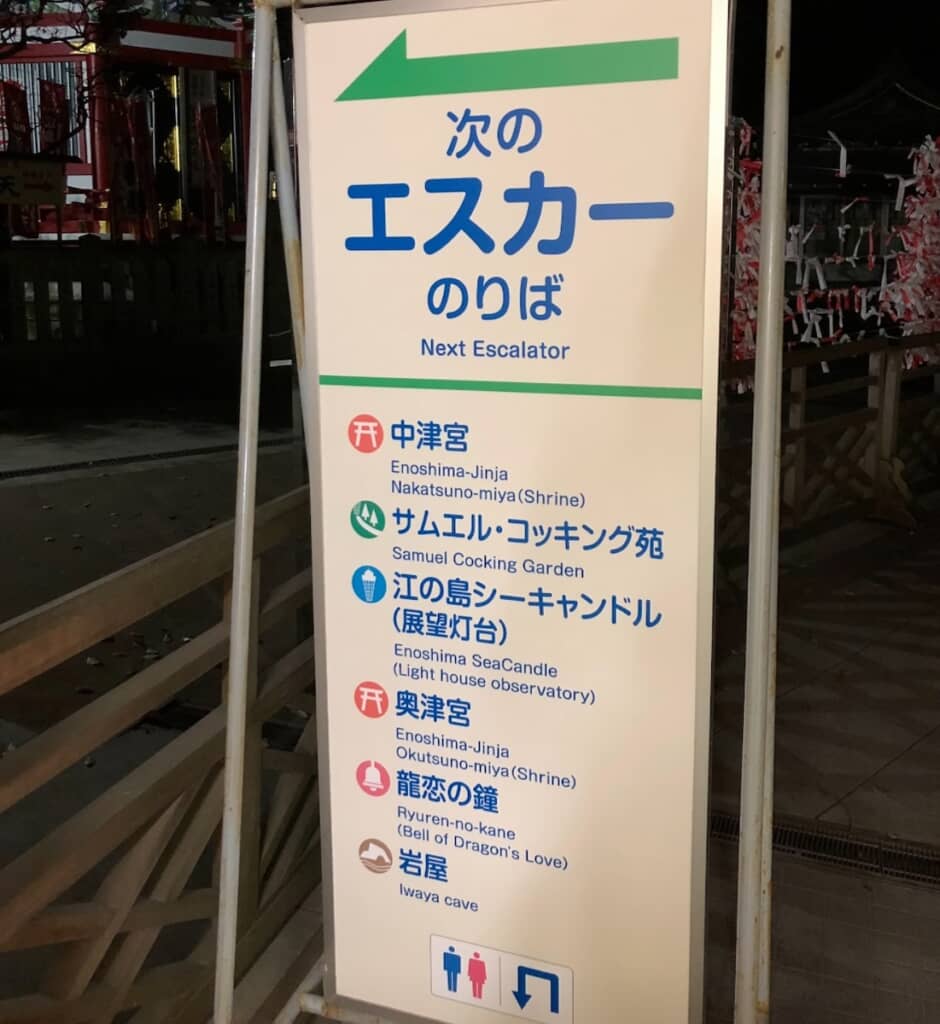 次の
エスカー
のりば
Next Escalator
中津宮
Enoshima-Jinja
Nakatsuno-miya(Shrine)
サムエル・コッキング苑
Samuel Cocking Garden
江の島シーキャンドル
(展望灯台)
Enoshima SeaCandle
(Light house observatory)
奥津宮
Enoshima-Jinja
Okutsuno-miya(Shrine)
龍恋の鐘
Ryuren-no-kane
(Bell of Dragon's Love)
岩屋
Iwaya cave